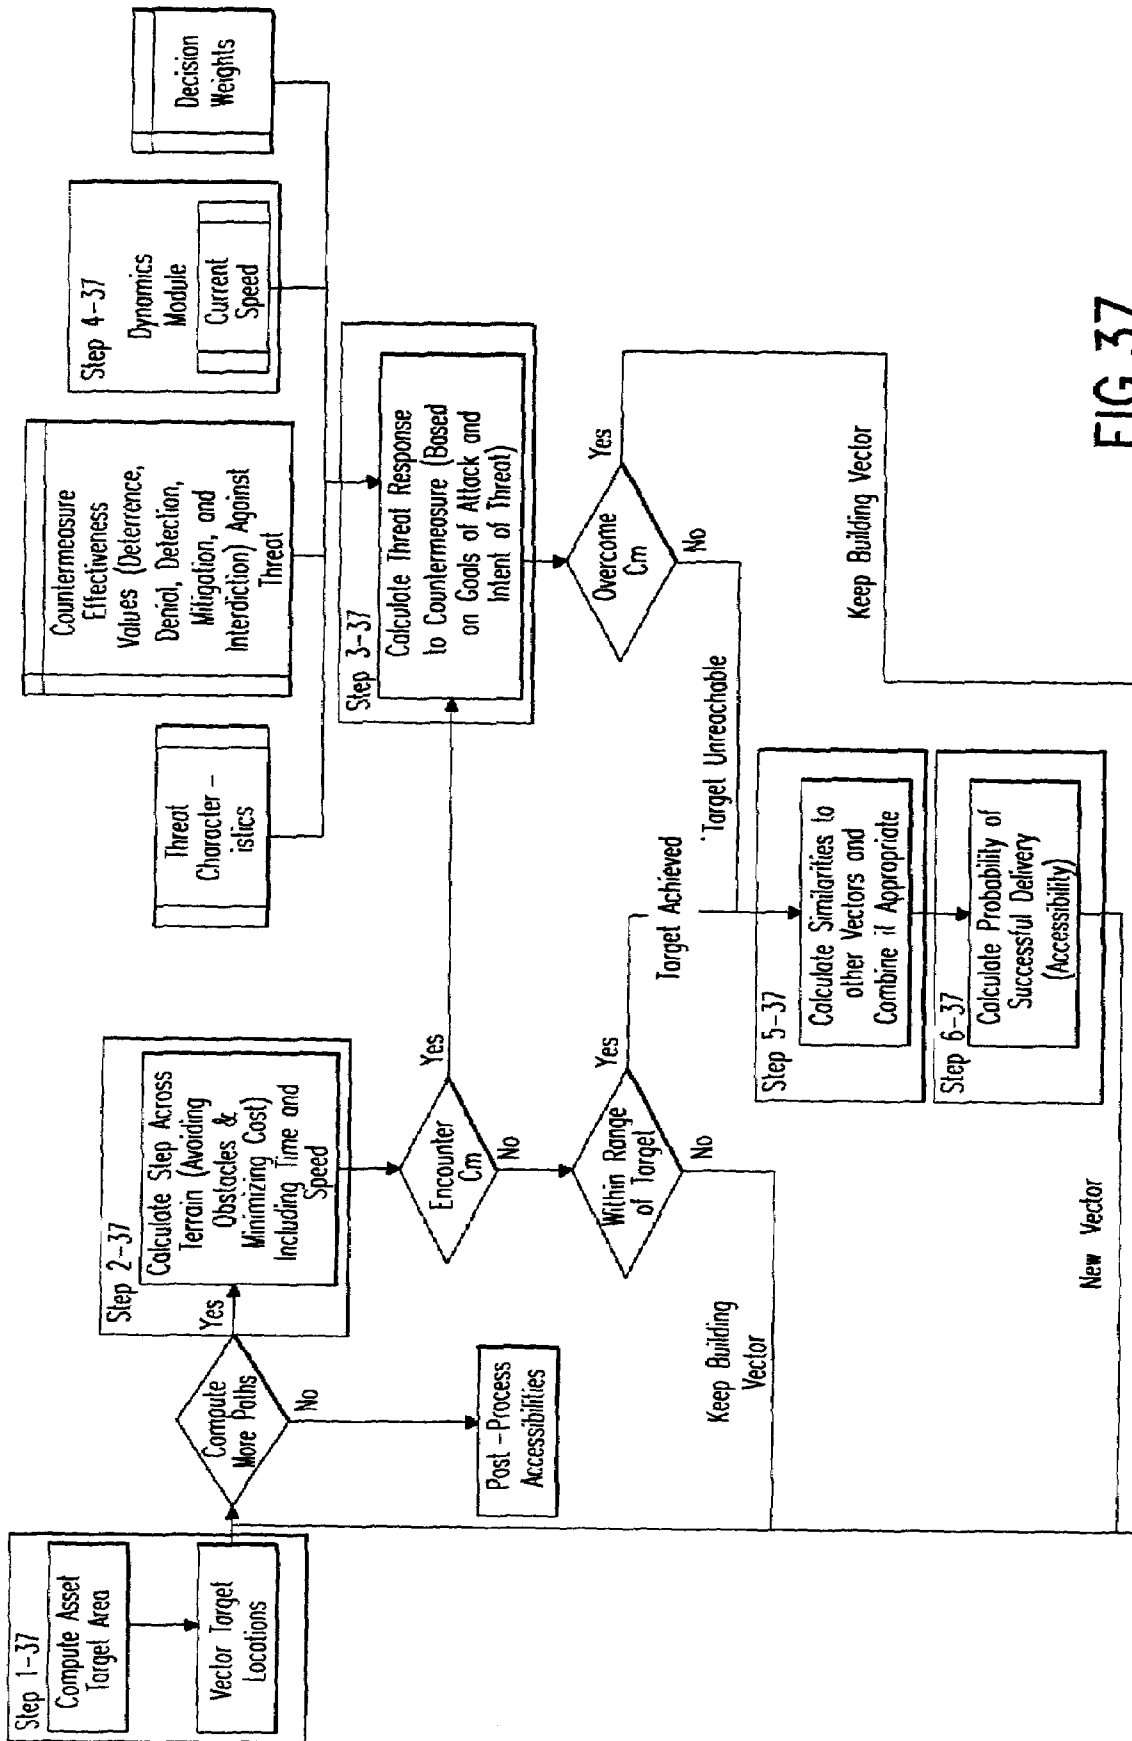 Step 1-37
Compute Asset
Target Area
Vector Target
Locations
Compute
More Paths
Yes
No
Post-Process
Accessibilities
Step 2-37
Calculate Step Across
Terrain (Avoiding
Obstacles &
Minimizing Cost)
Including Time and
Speed
Encounter
Cm
Yes
No
Within Range
of Target
Yes
No
Keep Building
Vector
Target Achieved
Threat
Character-
istics
Countermeasure
Effectiveness
Values (Deterrence,
Denial, Detection,
Mitigation, and
Interdiction) Against
Threat
Step 4-37
Dynamics
Module
Current
Speed
Decision
Weights
Step 3-37
Calculate Threat Response
to Countermeasure (Based
on Goals of Attack and
Intent of Threat)
Overcome
Cm
Yes
No
Target Unreachable
Keep Building Vector
Step 5-37
Calculate Similarities to
other Vectors and
Combine if Appropriate
Step 6-37
Calculate Probability of
Successful Delivery
(Accessibility)
New Vector
FIG.37